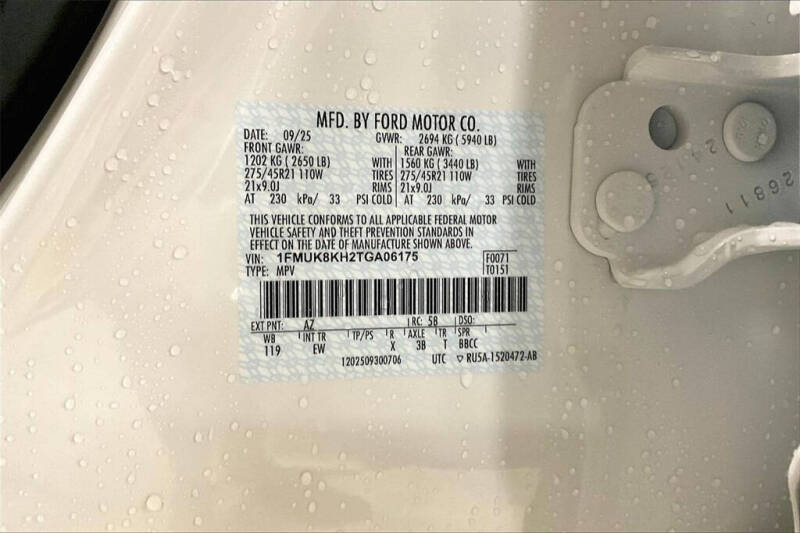 MFD. BY FORD MOTOR CO.
DATE: 09/25 GVWR: 2694 KG ( 5940 LB)
FRONT GAWR: REAR GAWR:
1202 KG ( 2650 LB) WITH 1560 KG ( 3440 LB) WITH
275/45R21 110W TIRES 275/45R21 110W TIRES
21x9.0J RIMS 21x9.0J RIMS
AT 230 kPa/ 33 PSI COLD AT 230 kPa/ 33 PSI COLD
THIS VEHICLE CONFORMS TO ALL APPLICABLE FEDERAL MOTOR
VEHICLE SAFETY AND THEFT PREVENTION STANDARDS IN
EFFECT ON THE DATE OF MANUFACTURE SHOWN ABOVE.
VIN: 1FMUK8KH2TGA06175 F0071
TYPE: MPV T0151
EXT PNT: AZ RC: 58 DSO:
WB INT TR TP/PS R AXLE TR SPR
119 EW X 3B T BBCC
1202509300706 UTC ▽ RU5A-1520472-AB
26811